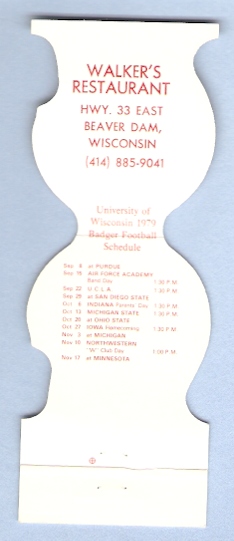 WALKER'S
RESTAURANT
HWY. 33 EAST
BEAVER DAM,
WISCONSIN
(414) 885-9041
University of
Wisconsin 1979
Badger Football
Schedule
Sep 8 at PURDUE
Sep 15 AIR FORCE ACADEMY
Band Day 1:30 P.M.
Sep 22 U.C.L.A. 1:30 P.M.
Sep 29 at SAN DIEGO STATE
Oct 6 INDIANA Parents' Day 1:30 P.M.
Oct 13 MICHIGAN STATE 1:30 P.M.
Oct 20 at OHIO STATE
Oct 27 IOWA Homecoming 1:30 P.M.
Nov 3 at MICHIGAN
Nov 10 NORTHWESTERN
"W" Club Day 1:00 P.M.
Nov 17 at MINNESOTA